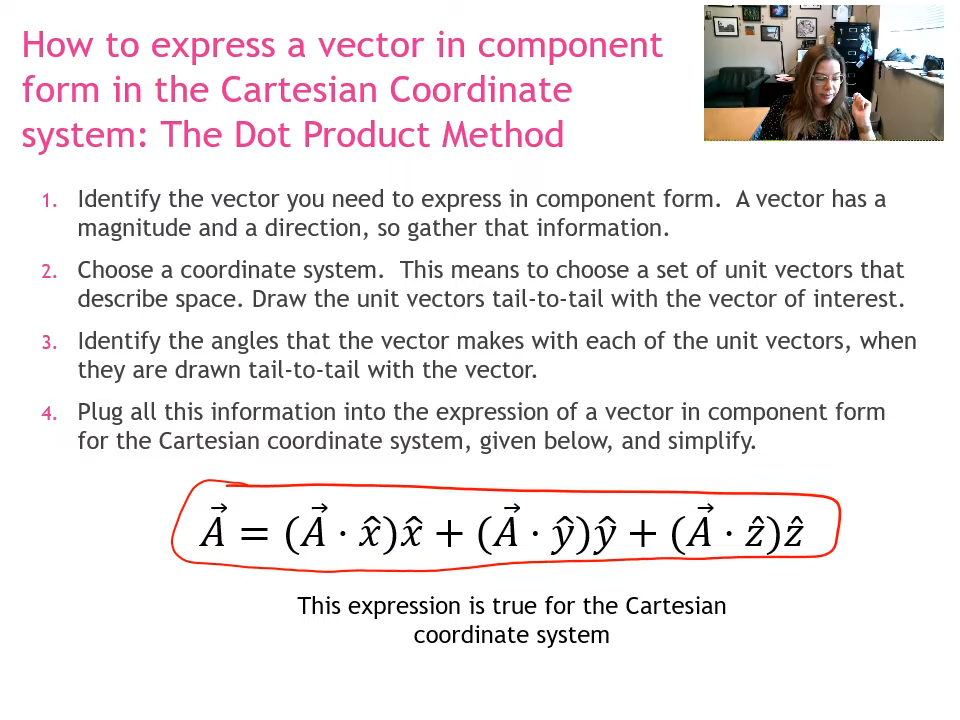 How to express a vector in component
form in the Cartesian Coordinate
system: The Dot Product Method
1. Identify the vector you need to express in component form. A vector has a
magnitude and a direction, so gather that information.
2. Choose a coordinate system. This means to choose a set of unit vectors that
describe space. Draw the unit vectors tail-to-tail with the vector of interest.
3. Identify the angles that the vector makes with each of the unit vectors, when
they are drawn tail-to-tail with the vector.
4. Plug all this information into the expression of a vector in component form
for the Cartesian coordinate system, given below, and simplify.
A⃗ = (A⃗ · x̂)x̂ + (A⃗ · ŷ)ŷ + (A⃗ · ẑ)ẑ
This expression is true for the Cartesian
coordinate system